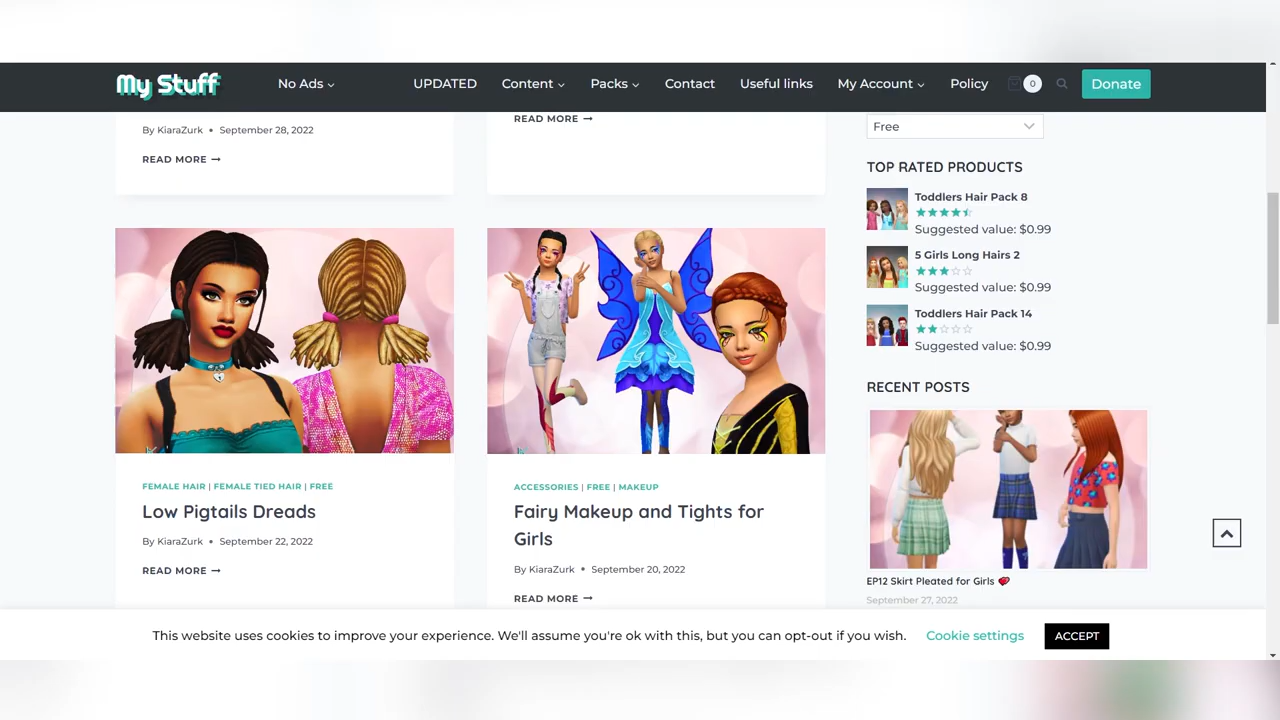 My Stuff
No Ads
UPDATED
Content
Packs
Contact
Useful links
My Account
Policy
0
Donate
By KiaraZurk • September 28, 2022
READ MORE →
READ MORE →
FEMALE HAIR | FEMALE TIED HAIR | FREE
Low Pigtails Dreads
By KiaraZurk • September 22, 2022
READ MORE →
ACCESSORIES | FREE | MAKEUP
Fairy Makeup and Tights for
Girls
By KiaraZurk • September 20, 2022
READ MORE →
Free
TOP RATED PRODUCTS
Toddlers Hair Pack 8
Suggested value: $0.99
5 Girls Long Hairs 2
Suggested value: $0.99
Toddlers Hair Pack 14
Suggested value: $0.99
RECENT POSTS
EP12 Skirt Pleated for Girls 💕
September 27, 2022
This website uses cookies to improve your experience. We'll assume you're ok with this, but you can opt-out if you wish.
Cookie settings
ACCEPT